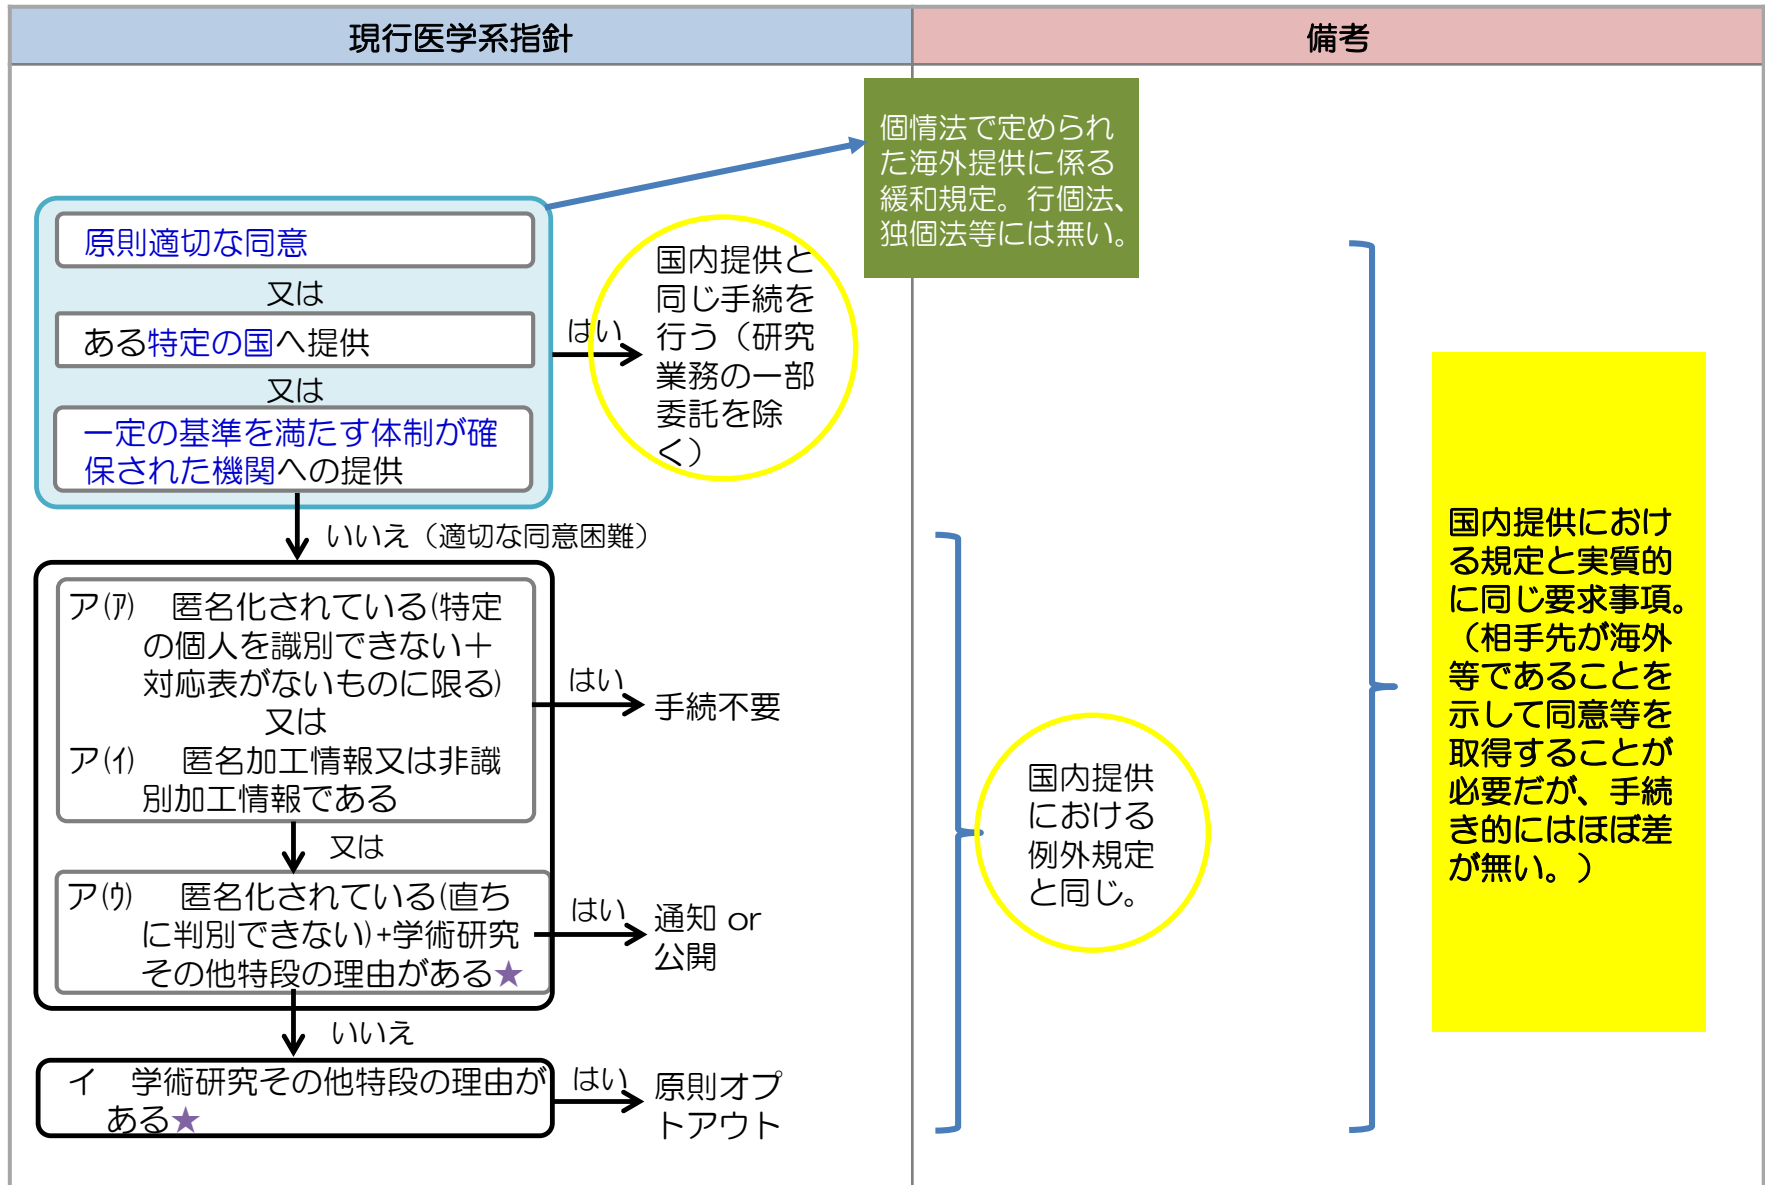 現行医学系指針
備考
個情法で定められ
た海外提供に係る
緩和規定。行個法、
独個法等には無い。
原則適切な同意
又は
ある特定の国へ提供
又は
一定の基準を満たす体制が確
保された機関への提供
はい
国内提供と
同じ手続を
行う（研究
業務の一部
委託を除
く）
いいえ（適切な同意困難）
ア(ｱ)　匿名化されている(特定
の個人を識別できない＋
対応表がないものに限る)
又は
ア(ｲ)　匿名加工情報又は非識
別加工情報である
はい
手続不要
又は
ア(ｳ)　匿名化されている(直ち
に判別できない)+学術研究
その他特段の理由がある★
はい
通知 or
公開
いいえ
イ　学術研究その他特段の理由が
ある★
はい
原則オプ
トアウト
国内提供
における
例外規定
と同じ。
国内提供におけ
る規定と実質的
に同じ要求事項。
（相手先が海外
等であることを
示して同意等を
取得することが
必要だが、手続
き的にはほぼ差
が無い。）